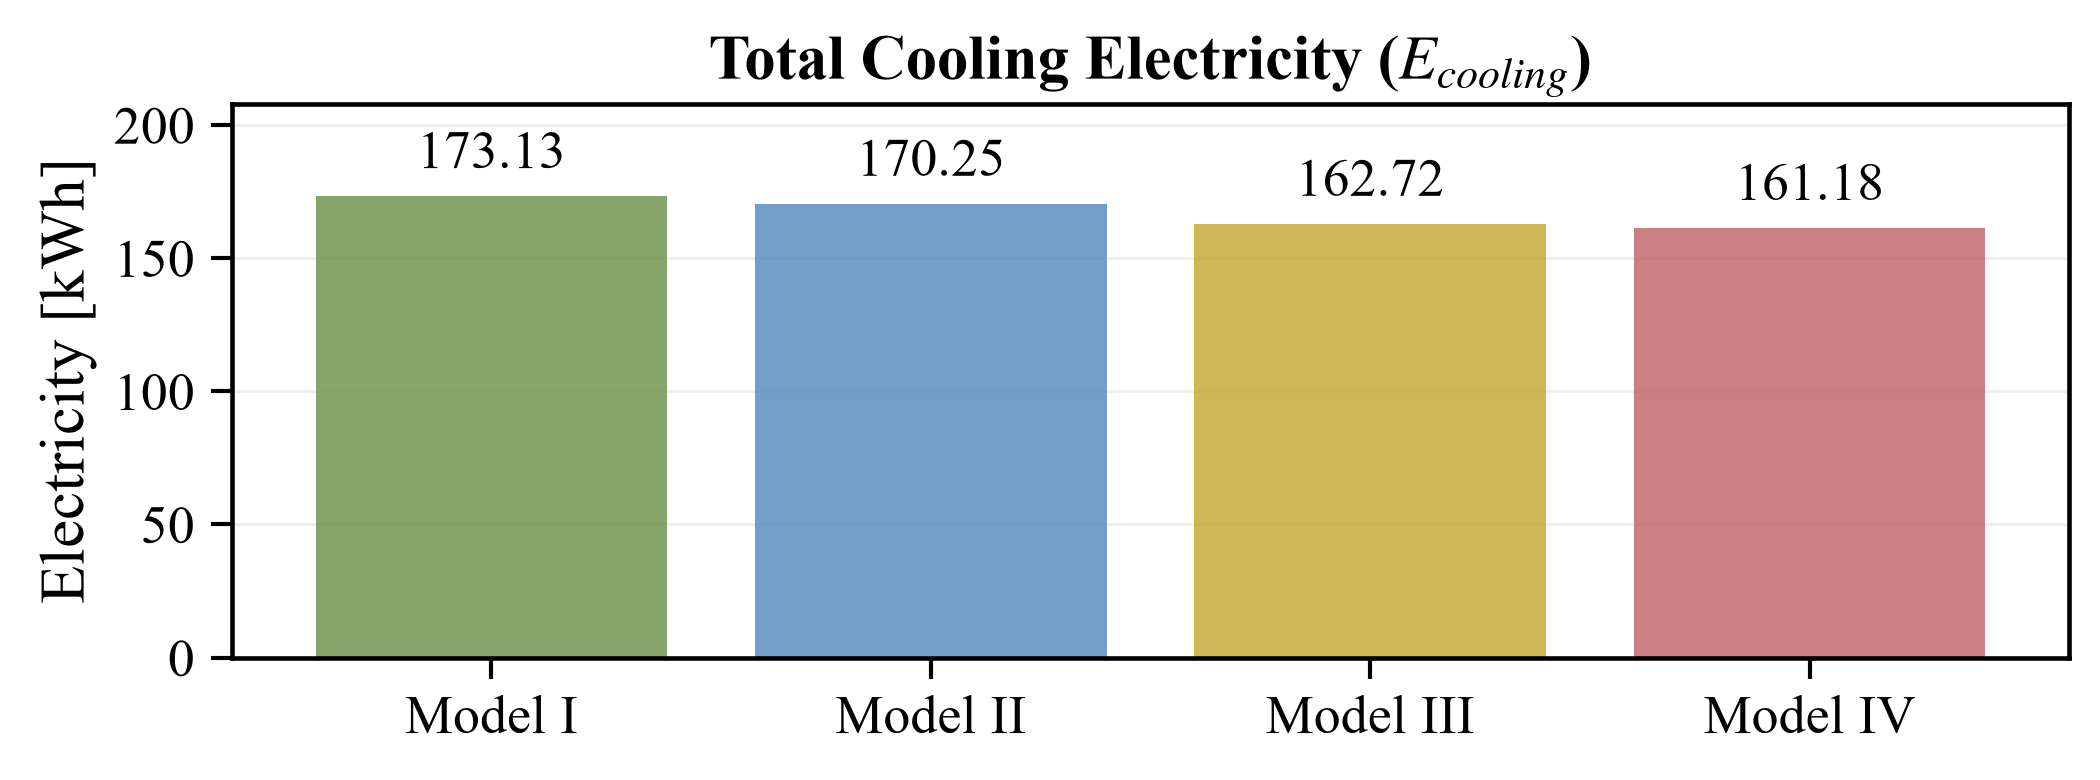 Total Cooling Electricity (E_cooling)
Electricity [kWh]
200
150
100
50
0
173.13
170.25
162.72
161.18
Model I
Model II
Model III
Model IV